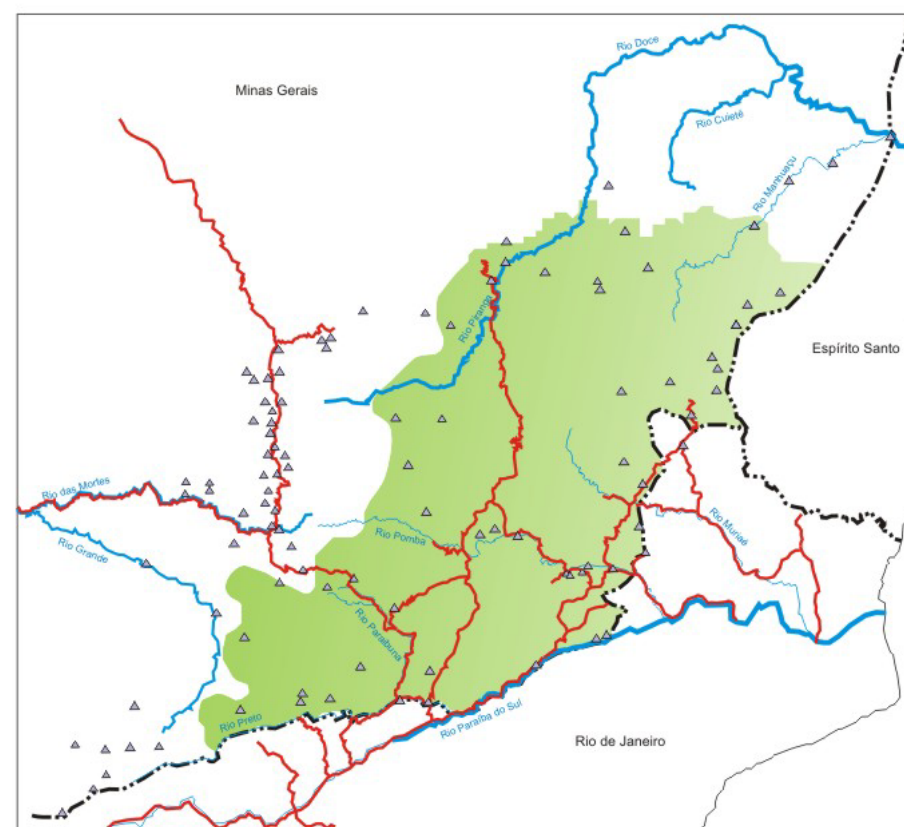 Rio Doce
Minas Gerais
Rio Cuieté
Rio Manhuaçu
Rio Piranga
Espírito Santo
Rio das Mortes
Rio Muriaé
Rio Pomba
Rio Grande
Rio Paraibuna
Rio Preto
Rio Paraíba do Sul
Rio de Janeiro